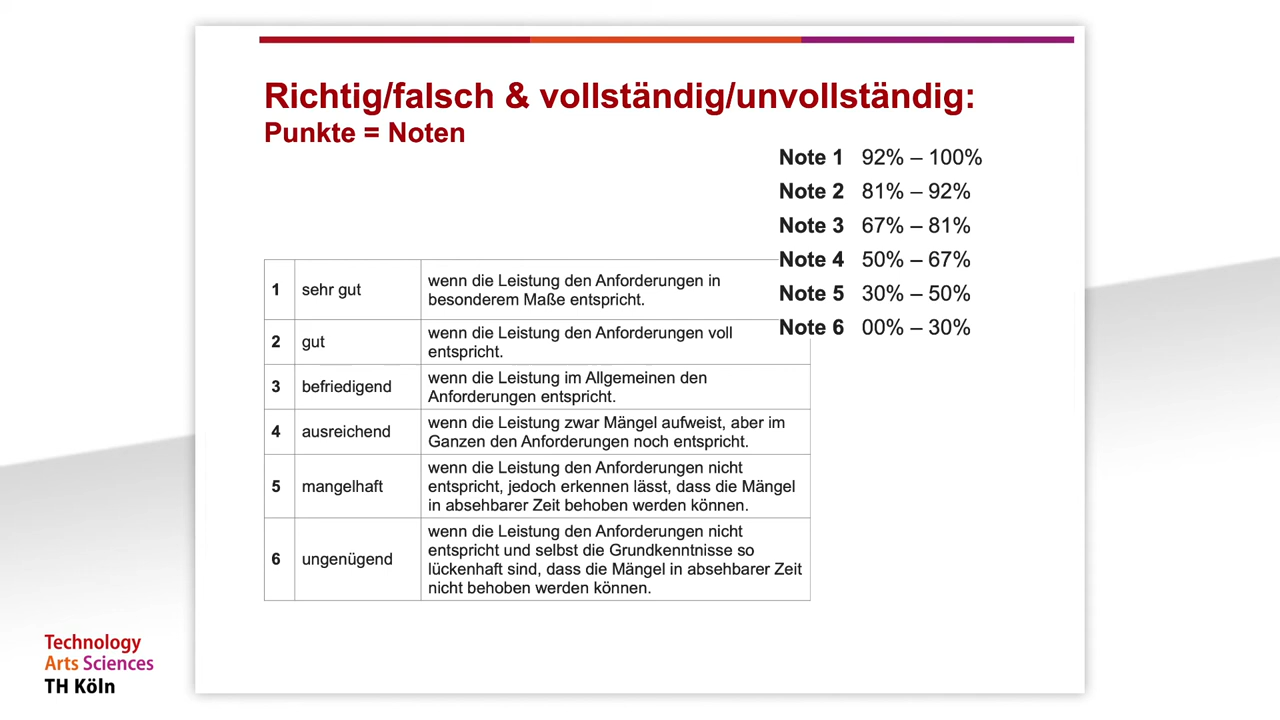 Richtig/falsch & vollständig/unvollständig:
Punkte = Noten
Note 1 92% – 100%
Note 2 81% – 92%
Note 3 67% – 81%
Note 4 50% – 67%
Note 5 30% – 50%
Note 6 00% – 30%
1 sehr gut wenn die Leistung den Anforderungen in
besonderem Maße entspricht.
2 gut wenn die Leistung den Anforderungen voll
entspricht.
3 befriedigend wenn die Leistung im Allgemeinen den
Anforderungen entspricht.
4 ausreichend wenn die Leistung zwar Mängel aufweist, aber im
Ganzen den Anforderungen noch entspricht.
5 mangelhaft wenn die Leistung den Anforderungen nicht
entspricht, jedoch erkennen lässt, dass die Mängel
in absehbarer Zeit behoben werden können.
6 ungenügend wenn die Leistung den Anforderungen nicht
entspricht und selbst die Grundkenntnisse so
lückenhaft sind, dass die Mängel in absehbarer Zeit
nicht behoben werden können.
Technology
Arts Sciences
TH Köln